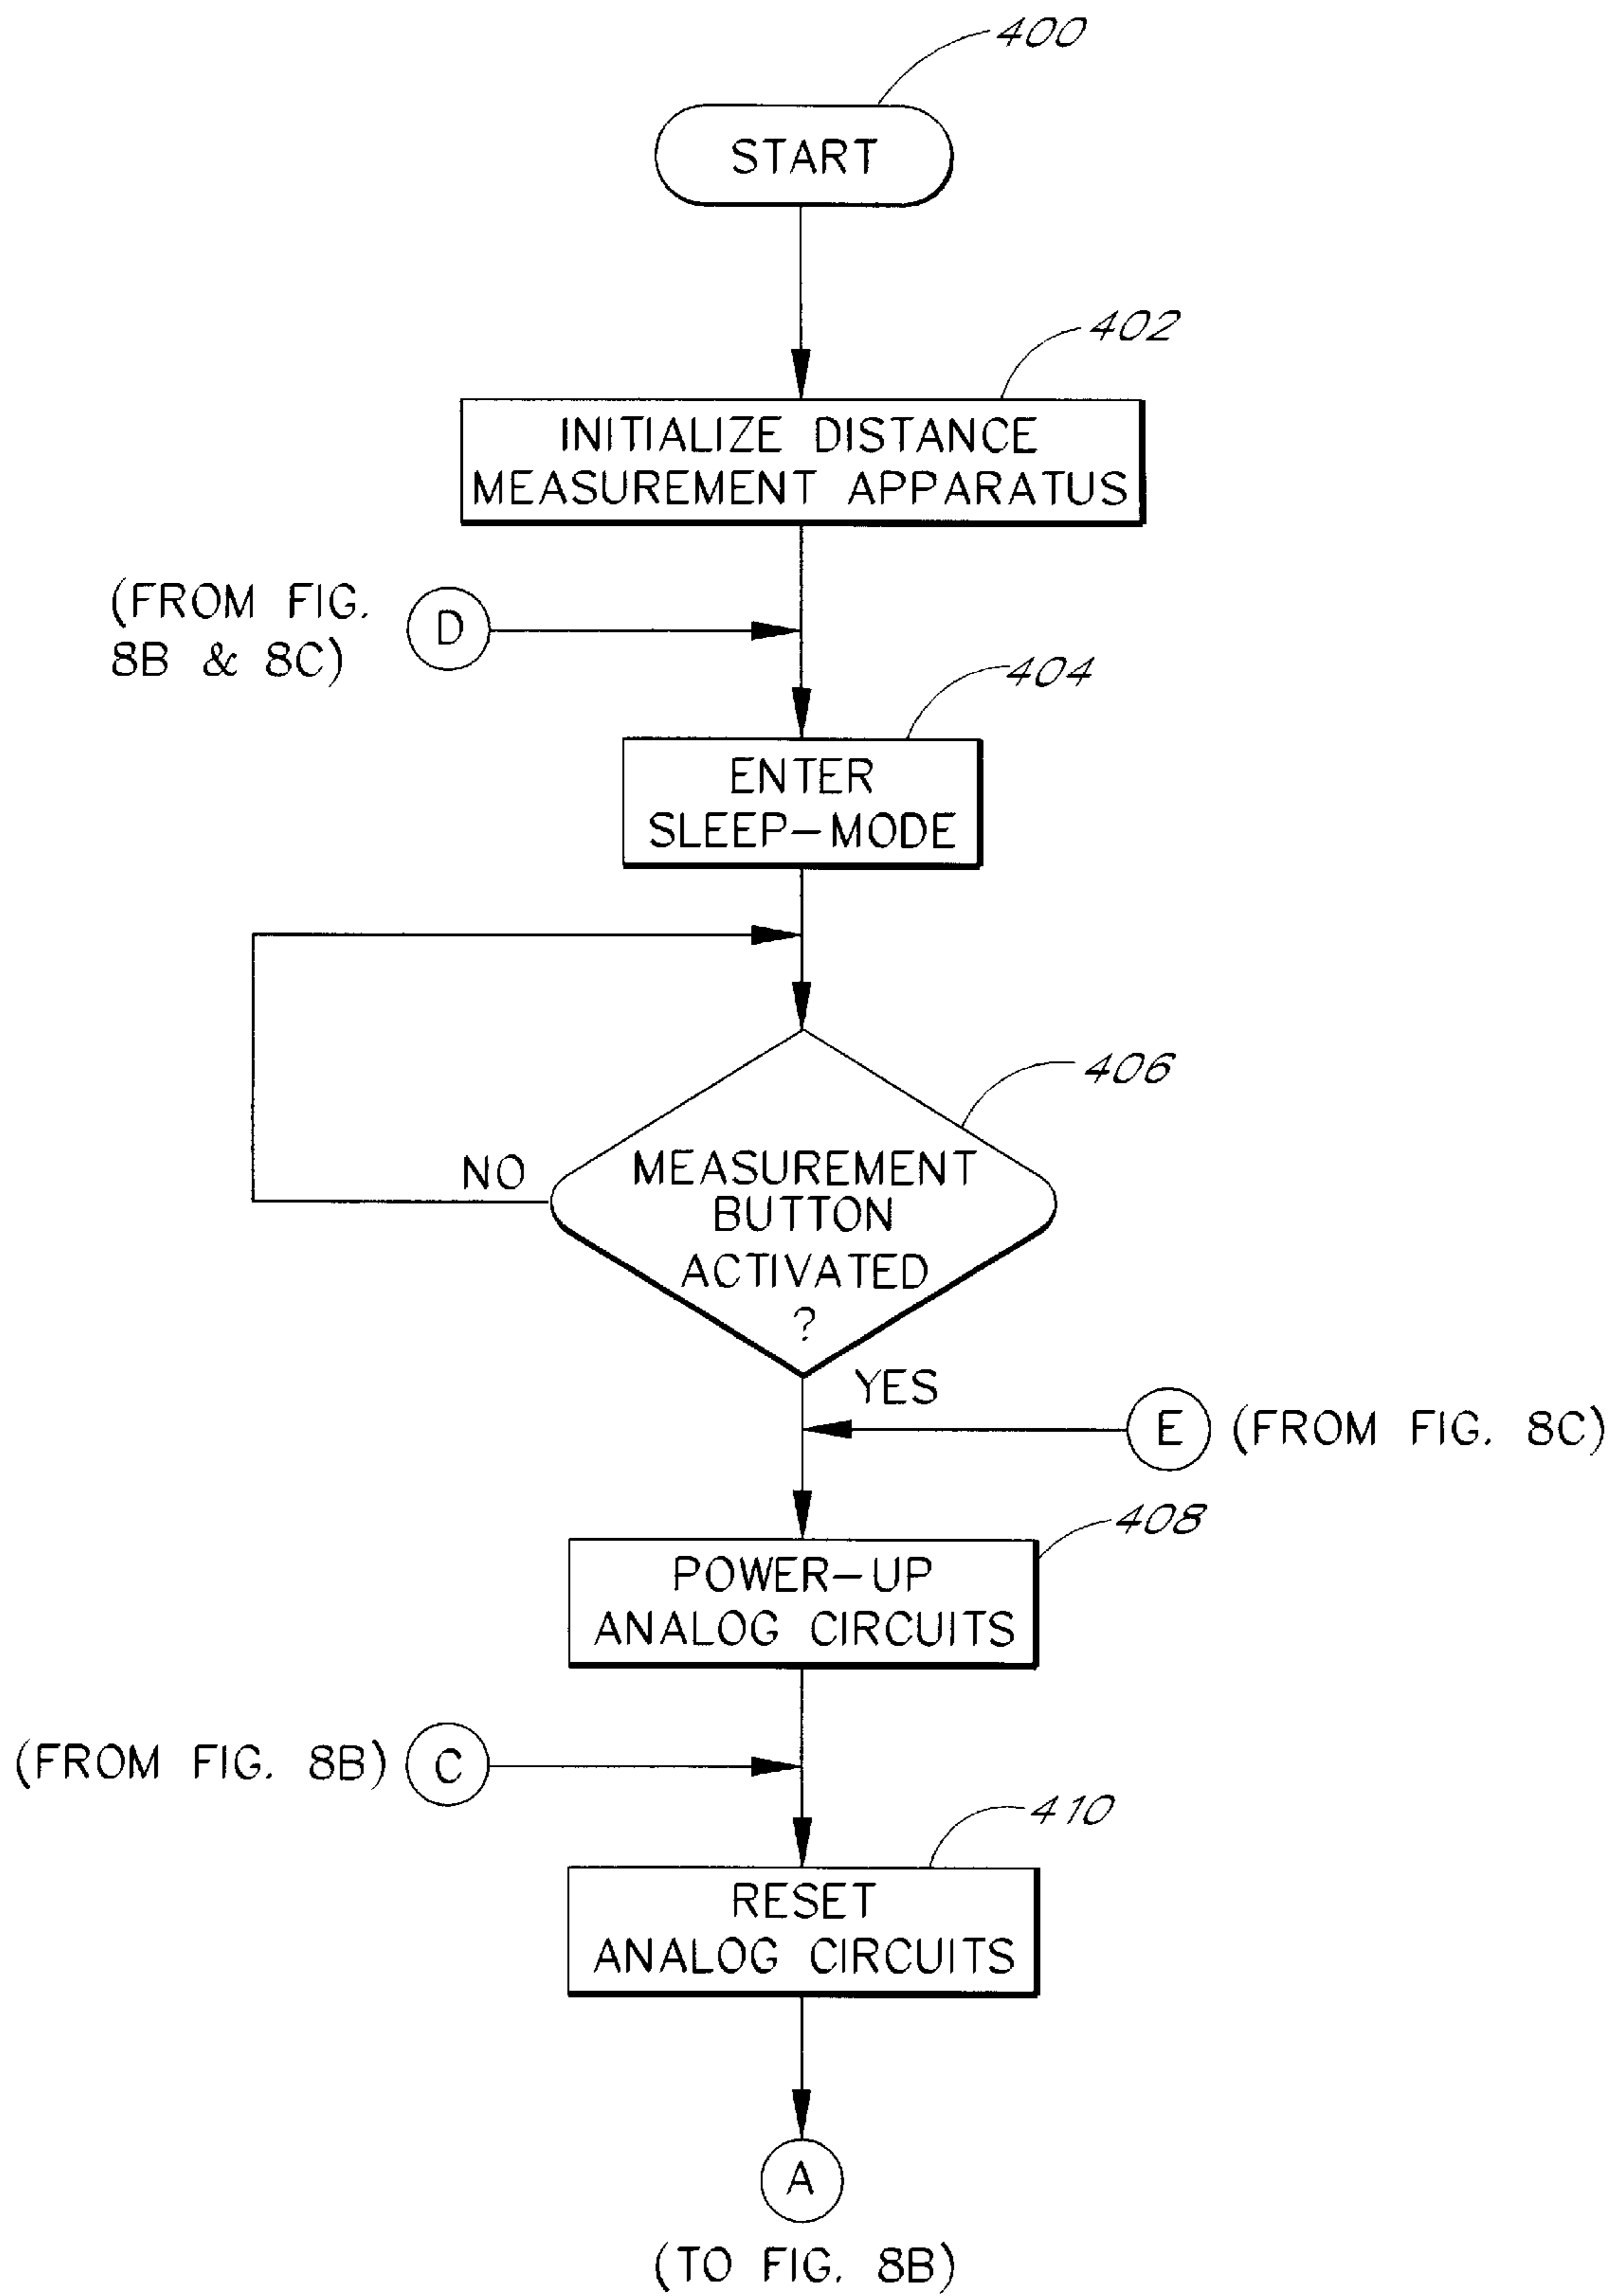 400
START
402
INITIALIZE DISTANCE
MEASUREMENT APPARATUS
(FROM FIG.
8B & 8C)
D
404
ENTER
SLEEP-MODE
406
NO
MEASUREMENT
BUTTON
ACTIVATED
?
YES
E (FROM FIG. 8C)
408
POWER-UP
ANALOG CIRCUITS
(FROM FIG. 8B) C
410
RESET
ANALOG CIRCUITS
A
(TO FIG. 8B)